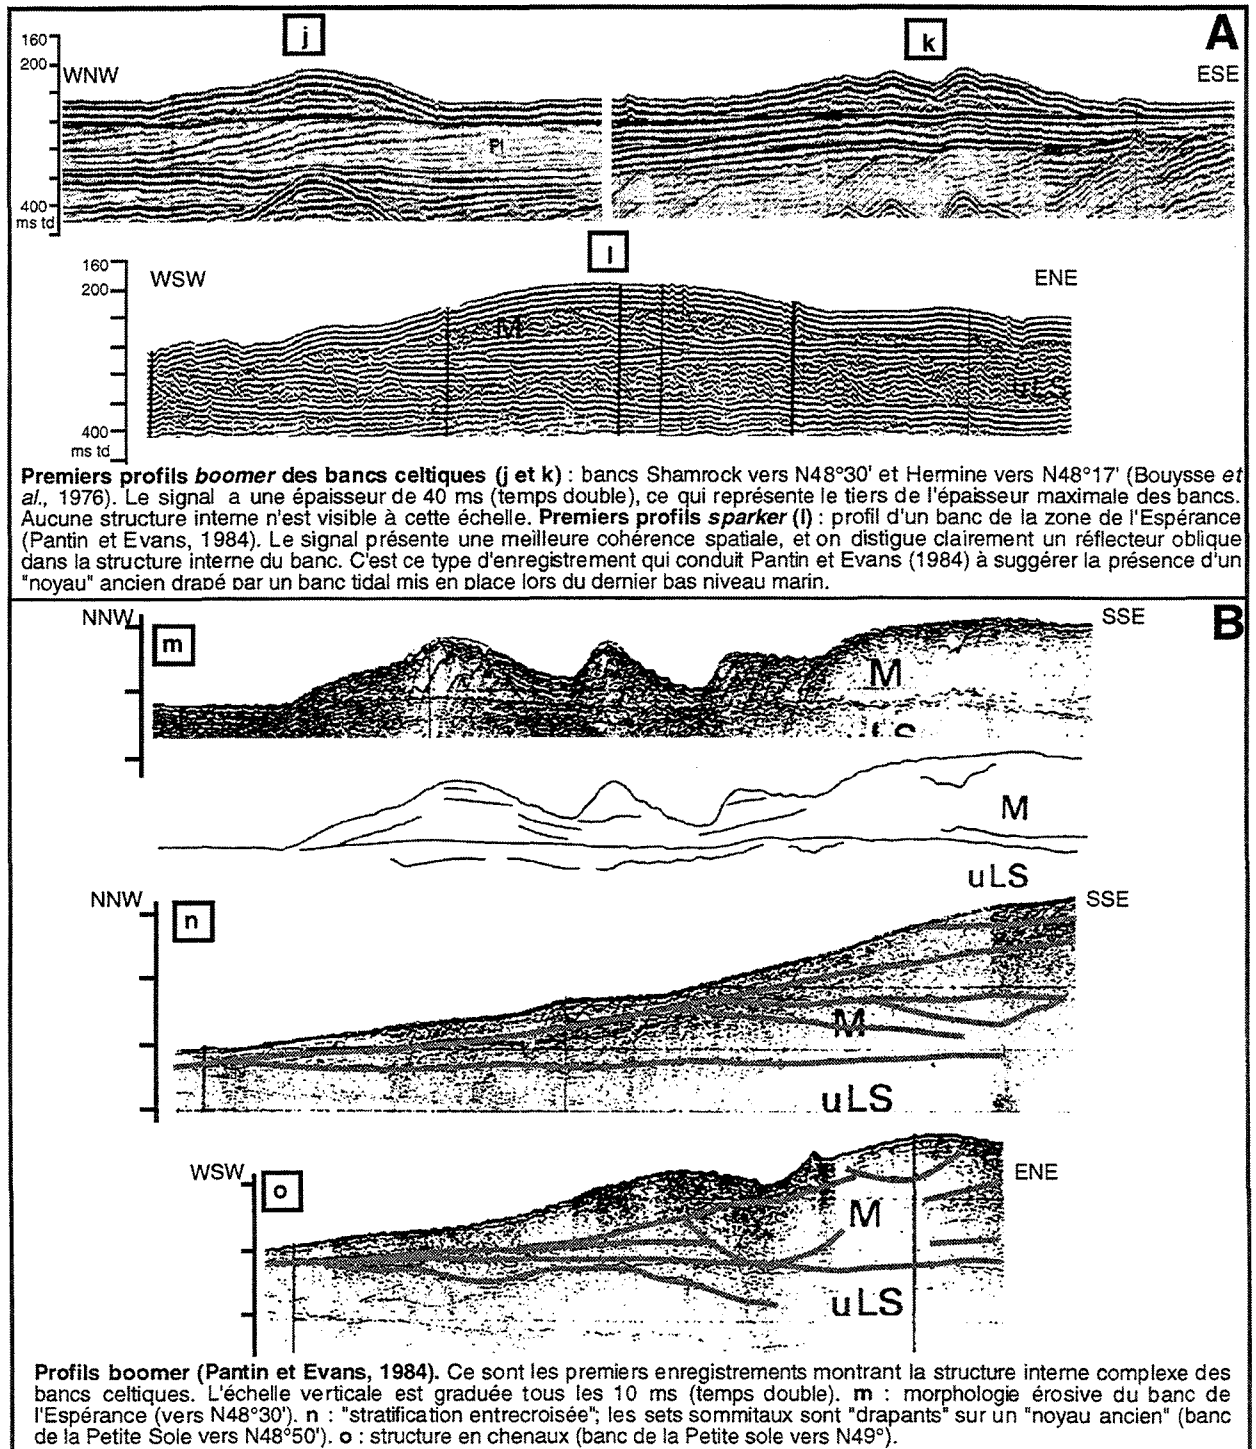 A
j
k
160
200
WNW
ESE
Pl
400
ms td
l
160
200
WSW
ENE
M
uLS
400
ms td
Premiers profils boomer des bancs celtiques (j et k) : bancs Shamrock vers N48°30' et Hermine vers N48°17' (Bouysse et
al., 1976). Le signal a une épaisseur de 40 ms (temps double), ce qui représente le tiers de l'épaisseur maximale des bancs.
Aucune structure interne n'est visible à cette échelle. Premiers profils sparker (l) : profil d'un banc de la zone de l'Espérance
(Pantin et Evans, 1984). Le signal présente une meilleure cohérence spatiale, et on distigue clairement un réflecteur oblique
dans la structure interne du banc. C'est ce type d'enregistrement qui conduit Pantin et Evans (1984) à suggérer la présence d'un
"noyau" ancien drapé par un banc tidal mis en place lors du dernier bas niveau marin.
B
NNW
m
SSE
M
uLS
M
uLS
NNW
n
SSE
M
uLS
WSW
o
ENE
M
uLS
Profils boomer (Pantin et Evans, 1984). Ce sont les premiers enregistrements montrant la structure interne complexe des
bancs celtiques. L'échelle verticale est graduée tous les 10 ms (temps double). m : morphologie érosive du banc de
l'Espérance (vers N48°30'). n : "stratification entrecroisée"; les sets sommitaux sont "drapants" sur un "noyau ancien" (banc
de la Petite Sole vers N48°50'). o : structure en chenaux (banc de la Petite sole vers N49°).